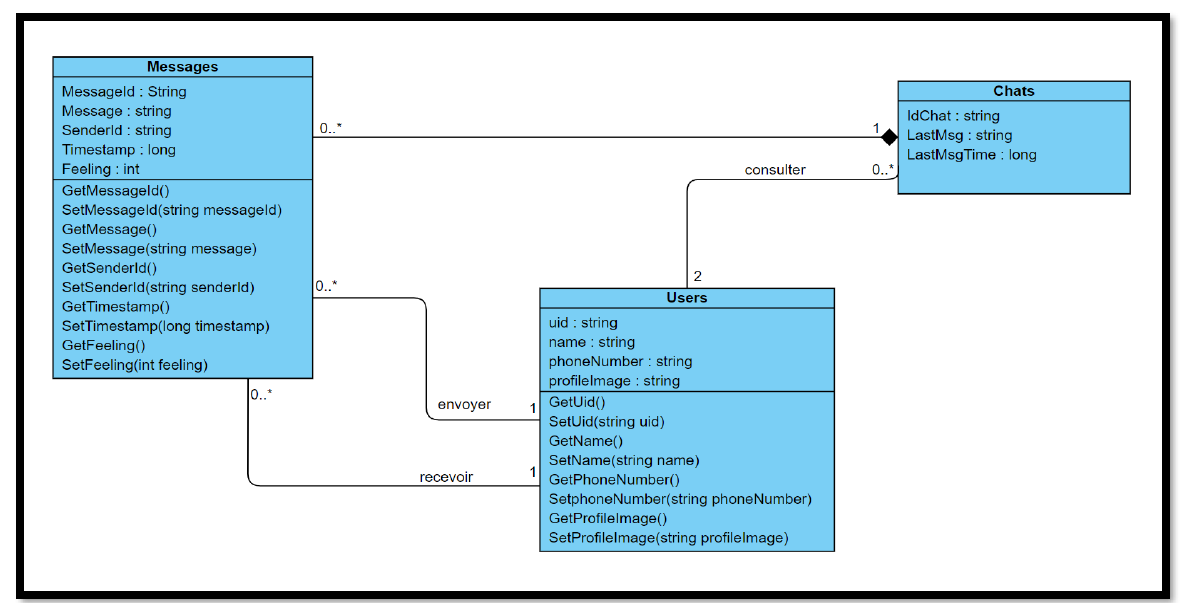 Messages
MessageId : String
Message : string
SenderId : string
Timestamp : long
Feeling : int
GetMessageId()
SetMessageId(string messageId)
GetMessage()
SetMessage(string message)
GetSenderId()
SetSenderId(string senderId)
GetTimestamp()
SetTimestamp(long timestamp)
GetFeeling()
SetFeeling(int feeling)
0..*
1
Chats
IdChat : string
LastMsg : string
LastMsgTime : long
consulter
0..*
2
0..*
envoyer
1
0..*
recevoir
1
Users
uid : string
name : string
phoneNumber : string
profileImage : string
GetUid()
SetUid(string uid)
GetName()
SetName(string name)
GetPhoneNumber()
SetphoneNumber(string phoneNumber)
GetProfileImage()
SetProfileImage(string profileImage)